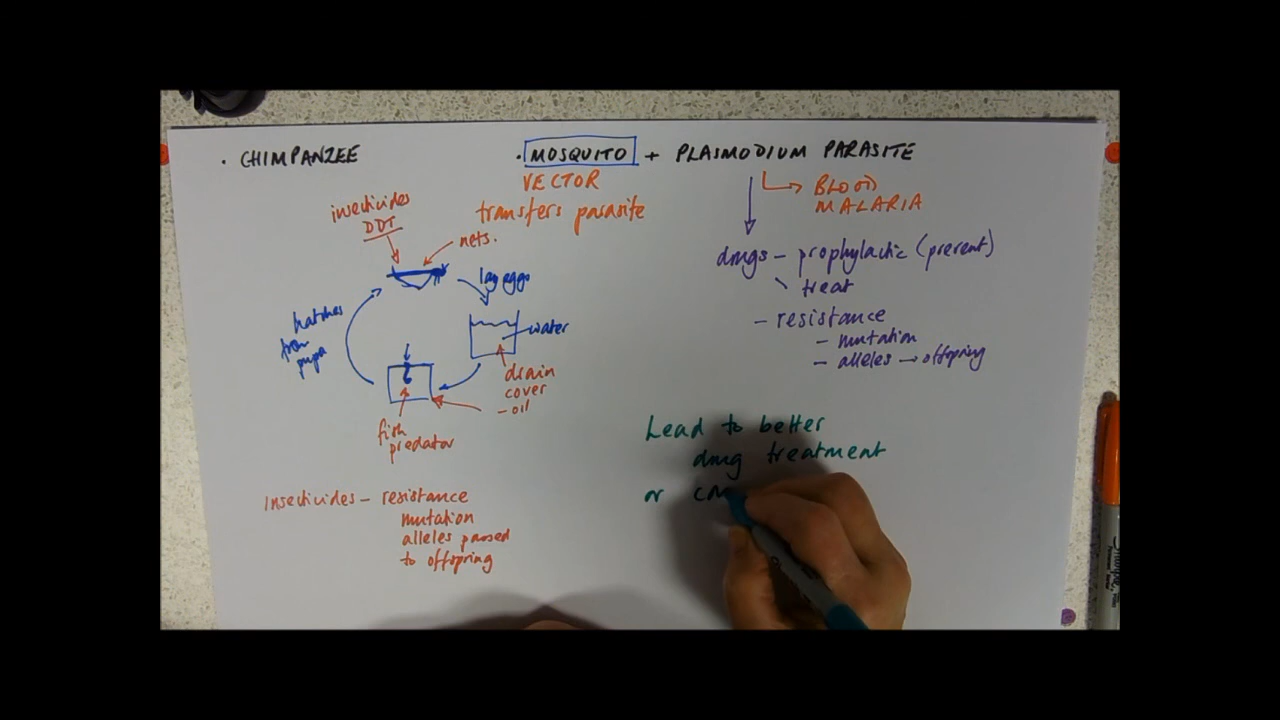 · CHIMPANZEE
· MOSQUITO + PLASMODIUM PARASITE
VECTOR
transfers parasite
BLOOD
MALARIA
insecticides
DDT
nets.
lay eggs
water
drain
cover
- oil
fish
predator
hatches
from
pupa
drugs - prophylactic (prevent)
treat
- resistance
- mutation
- alleles → offspring
Insecticides - resistance
mutation
alleles passed
to offspring
Lead to better
drug treatment
or